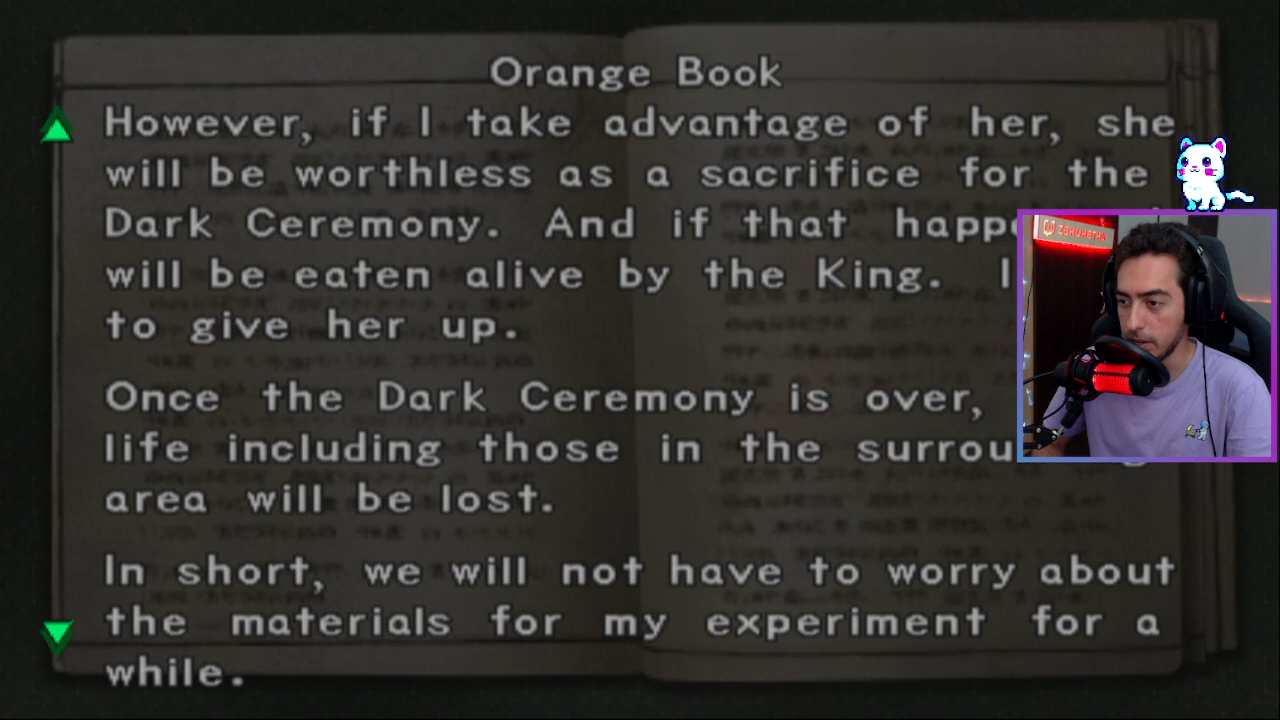 Orange Book
However, if I take advantage of her, she
will be worthless as a sacrifice for the
Dark Ceremony. And if that
will be eaten alive by the King. I
to give her up.
Once the Dark Ceremony is over,
life including those in the
area will be lost.
In short, we will not have to worry about
the materials for my experiment for a
while.